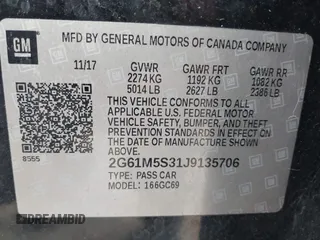 GM
MFD BY GENERAL MOTORS OF CANADA COMPANY
11/17 GVWR GAWR FRT GAWR RR
2274 KG 1192 KG 1082 KG
5014 LB 2627 LB 2386 LB
THIS VEHICLE CONFORMS TO ALL
APPLICABLE U.S. FEDERAL MOTOR
VEHICLE SAFETY, BUMPER, AND THEFT
PREVENTION STANDARDS IN EFFECT
ON THE DATE OF MANUFACTURE
SHOWN ABOVE.
8555
2G61M5S31J9135706
TYPE: PASS CAR
MODEL: 166GC69
DREAMBID